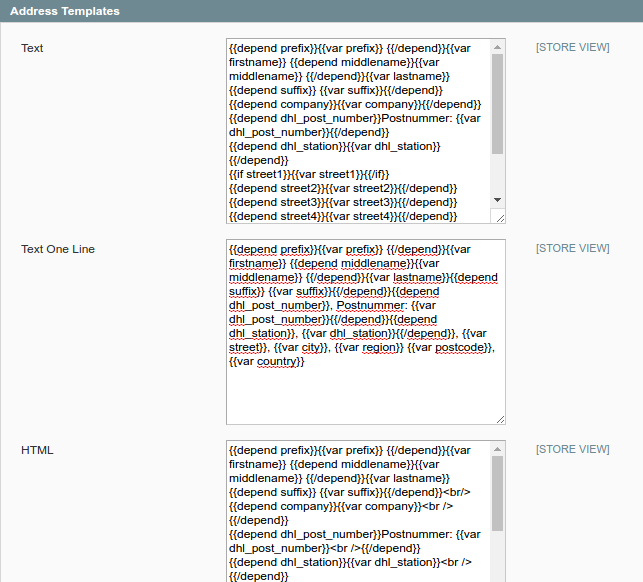 Address Templates
Text
[STORE VIEW]
{{depend prefix}}{{var prefix}} {{/depend}}{{var
firstname}} {{depend middlename}}{{var
middlename}} {{/depend}}{{var lastname}}
{{depend suffix}} {{var suffix}}{{/depend}}
{{depend company}}{{var company}}{{/depend}}
{{depend dhl_post_number}}Postnummer: {{var
dhl_post_number}}{{/depend}}
{{depend dhl_station}}{{var dhl_station}}
{{/depend}}
{{if street1}}{{var street1}}{{/if}}
{{depend street2}}{{var street2}}{{/depend}}
{{depend street3}}{{var street3}}{{/depend}}
{{depend street4}}{{var street4}}{{/depend}}
Text One Line
[STORE VIEW]
{{depend prefix}}{{var prefix}} {{/depend}}{{var
firstname}} {{depend middlename}}{{var
middlename}} {{/depend}}{{var lastname}}{{depend
suffix}} {{var suffix}}{{/depend}}{{depend
dhl_post_number}}, Postnummer: {{var
dhl_post_number}}{{/depend}}{{depend
dhl_station}}, {{var dhl_station}}{{/depend}}, {{var
street}}, {{var city}}, {{var region}} {{var postcode}},
{{var country}}
HTML
[STORE VIEW]
{{depend prefix}}{{var prefix}} {{/depend}}{{var
firstname}} {{depend middlename}}{{var
middlename}} {{/depend}}{{var lastname}}
{{depend suffix}} {{var suffix}}{{/depend}}<br/>
{{depend company}}{{var company}}<br />
{{/depend}}
{{depend dhl_post_number}}Postnummer: {{var
dhl_post_number}}<br />{{/depend}}
{{depend dhl_station}}{{var dhl_station}}<br />
{{/depend}}